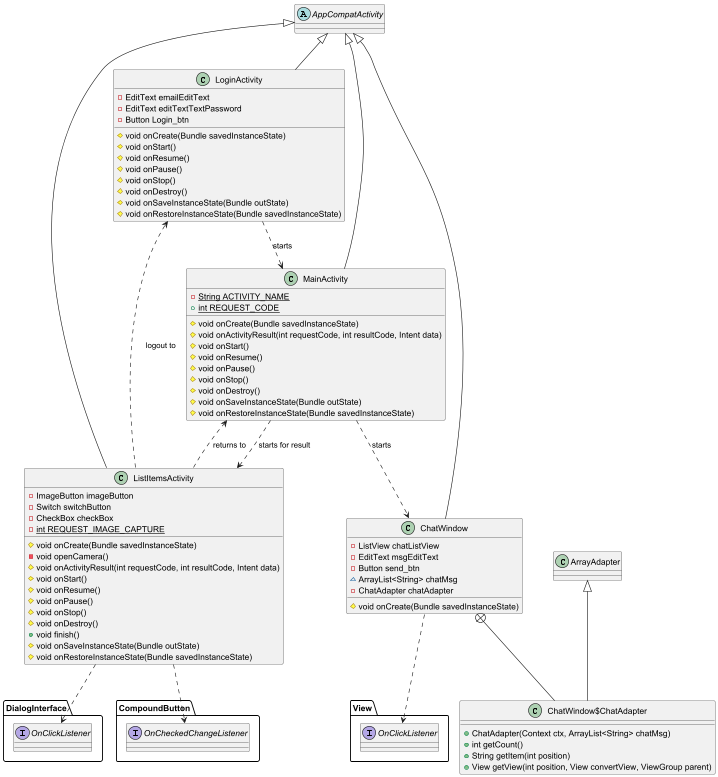 A AppCompatActivity
C LoginActivity
EditText emailEditText
EditText editTextTextPassword
Button Login_btn
void onCreate(Bundle savedInstanceState)
void onStart()
void onResume()
void onPause()
void onStop()
void onDestroy()
void onSaveInstanceState(Bundle outState)
void onRestoreInstanceState(Bundle savedInstanceState)
starts
C MainActivity
String ACTIVITY_NAME
int REQUEST_CODE
void onCreate(Bundle savedInstanceState)
void onActivityResult(int requestCode, int resultCode, Intent data)
void onStart()
void onResume()
void onPause()
void onStop()
void onDestroy()
void onSaveInstanceState(Bundle outState)
void onRestoreInstanceState(Bundle savedInstanceState)
logout to
returns to
starts for result
starts
C ListItemsActivity
ImageButton imageButton
Switch switchButton
CheckBox checkBox
int REQUEST_IMAGE_CAPTURE
void onCreate(Bundle savedInstanceState)
void openCamera()
void onActivityResult(int requestCode, int resultCode, Intent data)
void onStart()
void onResume()
void onPause()
void onStop()
void onDestroy()
void finish()
void onSaveInstanceState(Bundle outState)
void onRestoreInstanceState(Bundle savedInstanceState)
C ChatWindow
ListView chatListView
EditText msgEditText
Button send_btn
ArrayList<String> chatMsg
ChatAdapter chatAdapter
void onCreate(Bundle savedInstanceState)
C ArrayAdapter
DialogInterface
I OnClickListener
CompoundButton
I OnCheckedChangeListener
View
I OnClickListener
C ChatWindow$ChatAdapter
ChatAdapter(Context ctx, ArrayList<String> chatMsg)
int getCount()
String getItem(int position)
View getView(int position, View convertView, ViewGroup parent)